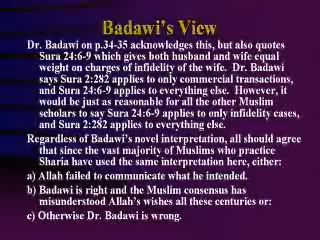 Badawi's View
Dr. Badawi on p.34-35 acknowledges this, but also quotes
Sura 24:6-9 which gives both husband and wife equal
weight on charges of infidelity of the wife. Dr. Badawi
says Sura 2:282 applies to only commercial transactions,
and Sura 24:6-9 applies to everything else. However, it
would be just as reasonable for all the other Muslim
scholars to say Sura 24:6-9 applies to only infidelity cases,
and Sura 2:282 applies to everything else.
Regardless of Badawi's novel interpretation, all should agree
that since the vast majority of Muslims who practice
Sharia have used the same interpretation here, either:
a) Allah failed to communicate what he intended.
b) Badawi is right and the Muslim consensus has
misunderstood Allah's wishes all these centuries or:
c) Otherwise Dr. Badawi is wrong.